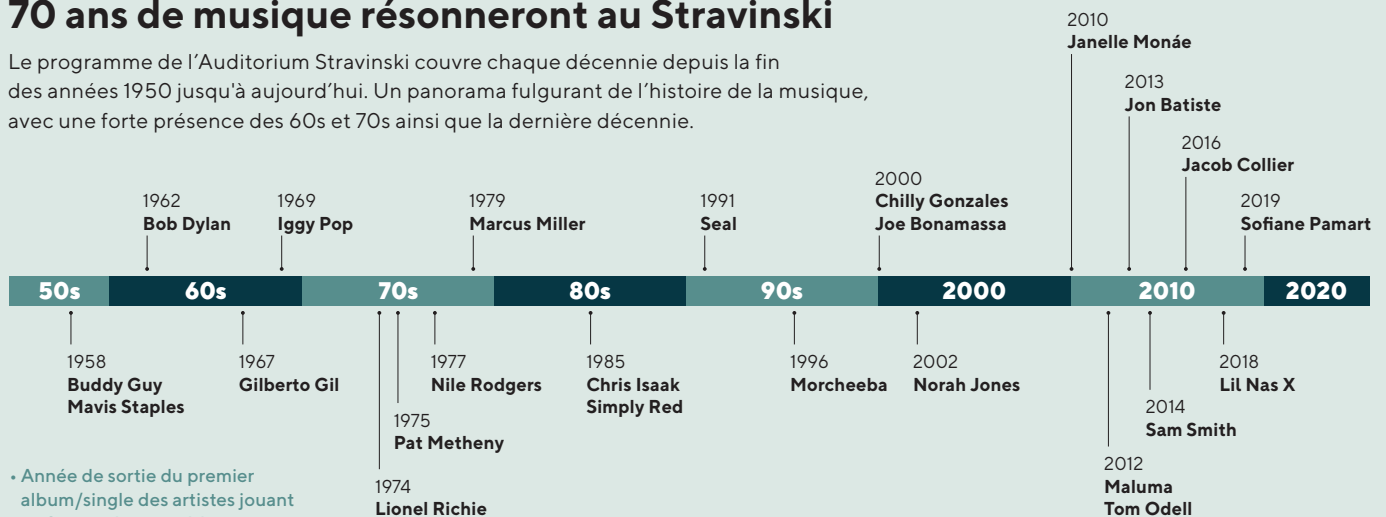 70 ans de musique résonneront au Stravinski
Le programme de l'Auditorium Stravinski couvre chaque décennie depuis la fin
des années 1950 jusqu'à aujourd'hui. Un panorama fulgurant de l'histoire de la musique,
avec une forte présence des 60s et 70s ainsi que la dernière décennie.
2010
Janelle Monáe
2013
Jon Batiste
2016
Jacob Collier
2019
Sofiane Pamart
1962
Bob Dylan
1969
Iggy Pop
1979
Marcus Miller
1991
Seal
2000
Chilly Gonzales
Joe Bonamassa
50s 60s 70s 80s 90s 2000 2010 2020
1958
Buddy Guy
Mavis Staples
1967
Gilberto Gil
1974
Lionel Richie
1975
Pat Metheny
1977
Nile Rodgers
1985
Chris Isaak
Simply Red
1996
Morcheeba
2002
Norah Jones
2012
Maluma
Tom Odell
2014
Sam Smith
2018
Lil Nas X
• Année de sortie du premier
album/single des artistes jouant